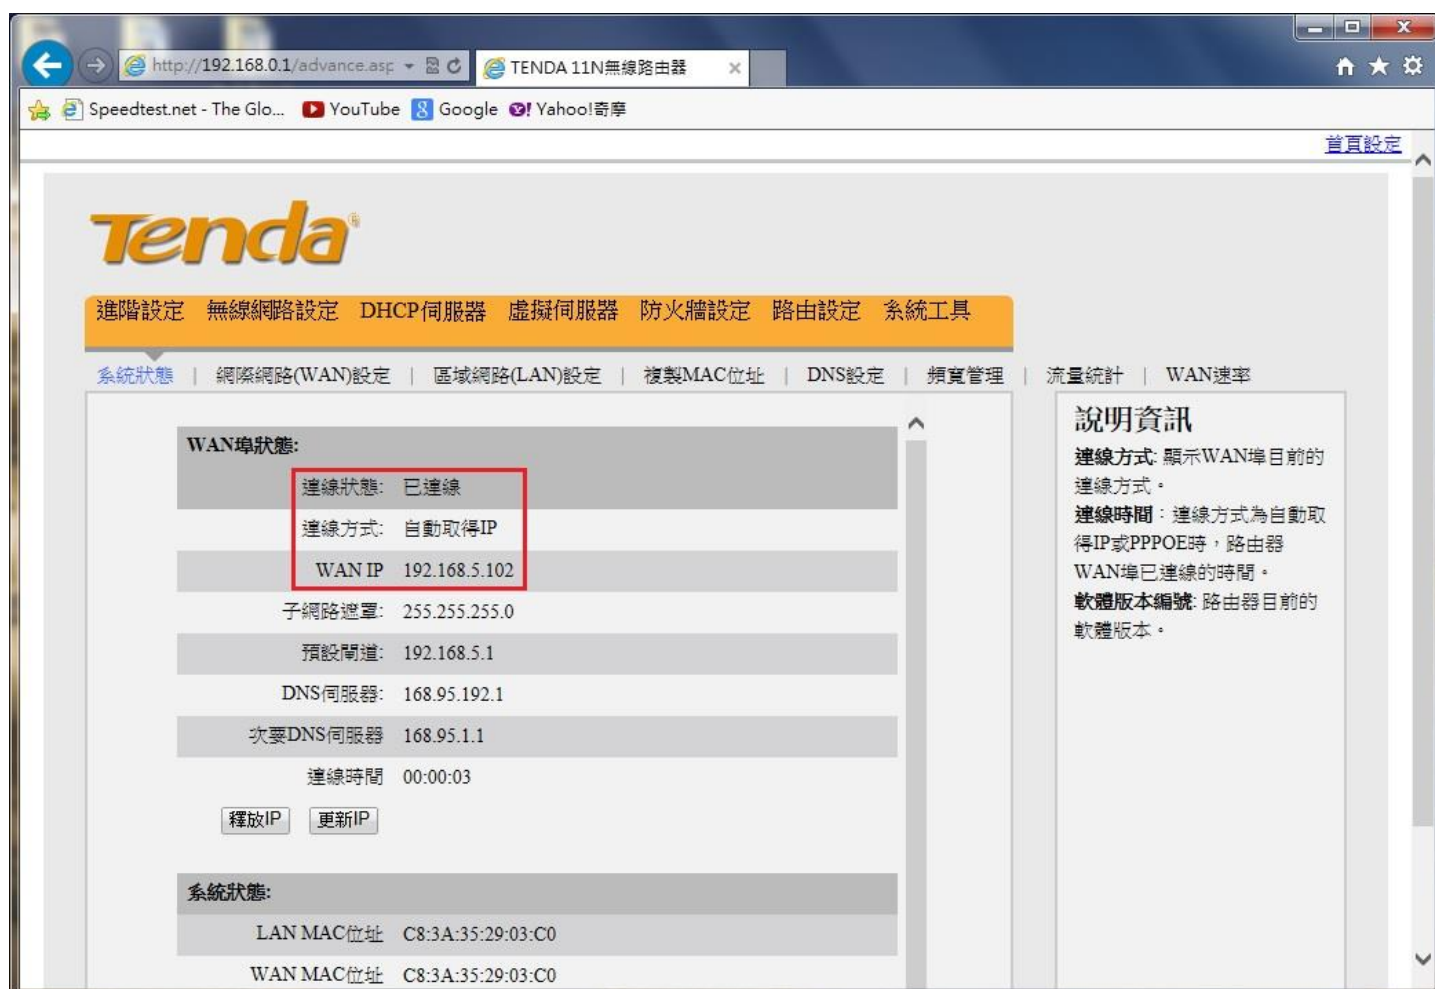 http://192.168.0.1/advance.asp
TENDA 11N無線路由器
Speedtest.net - The Glo...
YouTube
Google
Yahoo!奇摩
首頁設定
Tenda®
進階設定 無線網路設定 DHCP伺服器 虛擬伺服器 防火牆設定 路由設定 系統工具
系統狀態 | 網際網路(WAN)設定 | 區域網路(LAN)設定 | 複製MAC位址 | DNS設定 | 頻寬管理 | 流量統計 | WAN速率
WAN埠狀態:
連線狀態: 已連線
連線方式: 自動取得IP
WAN IP 192.168.5.102
子網路遮罩: 255.255.255.0
預設閘道: 192.168.5.1
DNS伺服器: 168.95.192.1
次要DNS伺服器 168.95.1.1
連線時間 00:00:03
釋放IP 更新IP
系統狀態:
LAN MAC位址 C8:3A:35:29:03:C0
WAN MAC位址 C8:3A:35:29:03:C0
說明資訊
連線方式: 顯示WAN埠目前的
連線方式。
連線時間：連線方式為自動取
得IP或PPPOE時，路由器
WAN埠已連線的時間。
軟體版本編號: 路由器目前的
軟體版本。